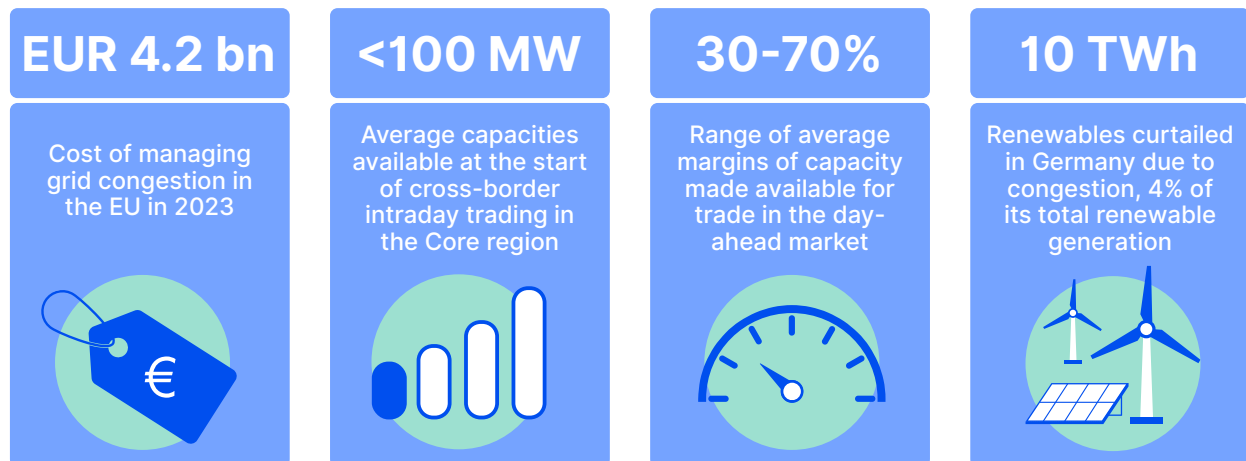 EUR 4.2 bn
Cost of managing
grid congestion in
the EU in 2023
€
<100 MW
Average capacities
available at the start
of cross-border
intraday trading in
the Core region
30-70%
Range of average
margins of capacity
made available for
trade in the day-
ahead market
10 TWh
Renewables curtailed
in Germany due to
congestion, 4% of
its total renewable
generation